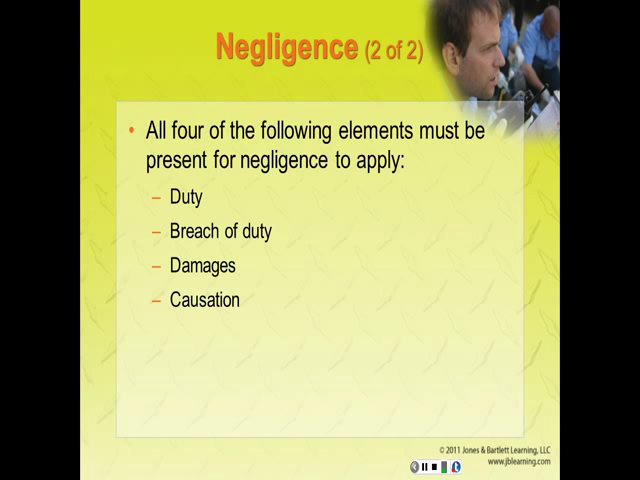 Negligence (2 of 2)
• All four of the following elements must be
present for negligence to apply:
– Duty
– Breach of duty
– Damages
– Causation
© 2011 Jones & Bartlett Learning, LLC
www.jblearning.com